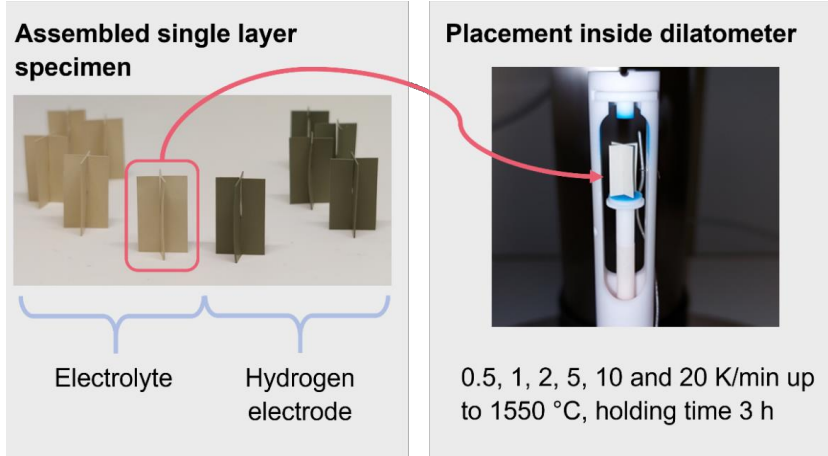 Assembled single layer
specimen
Electrolyte
Hydrogen
electrode
Placement inside dilatometer
0.5, 1, 2, 5, 10 and 20 K/min up
to 1550 °C, holding time 3 h